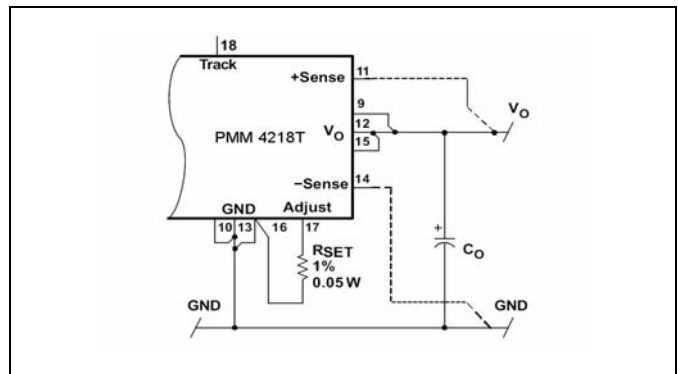 18
Track
+Sense
11
9
PMM 4218T
VO
12
15
VO
−Sense
14
GND
Adjust
10
13
16
17
RSET
1%
0.05 W
+
CO
GND
GND